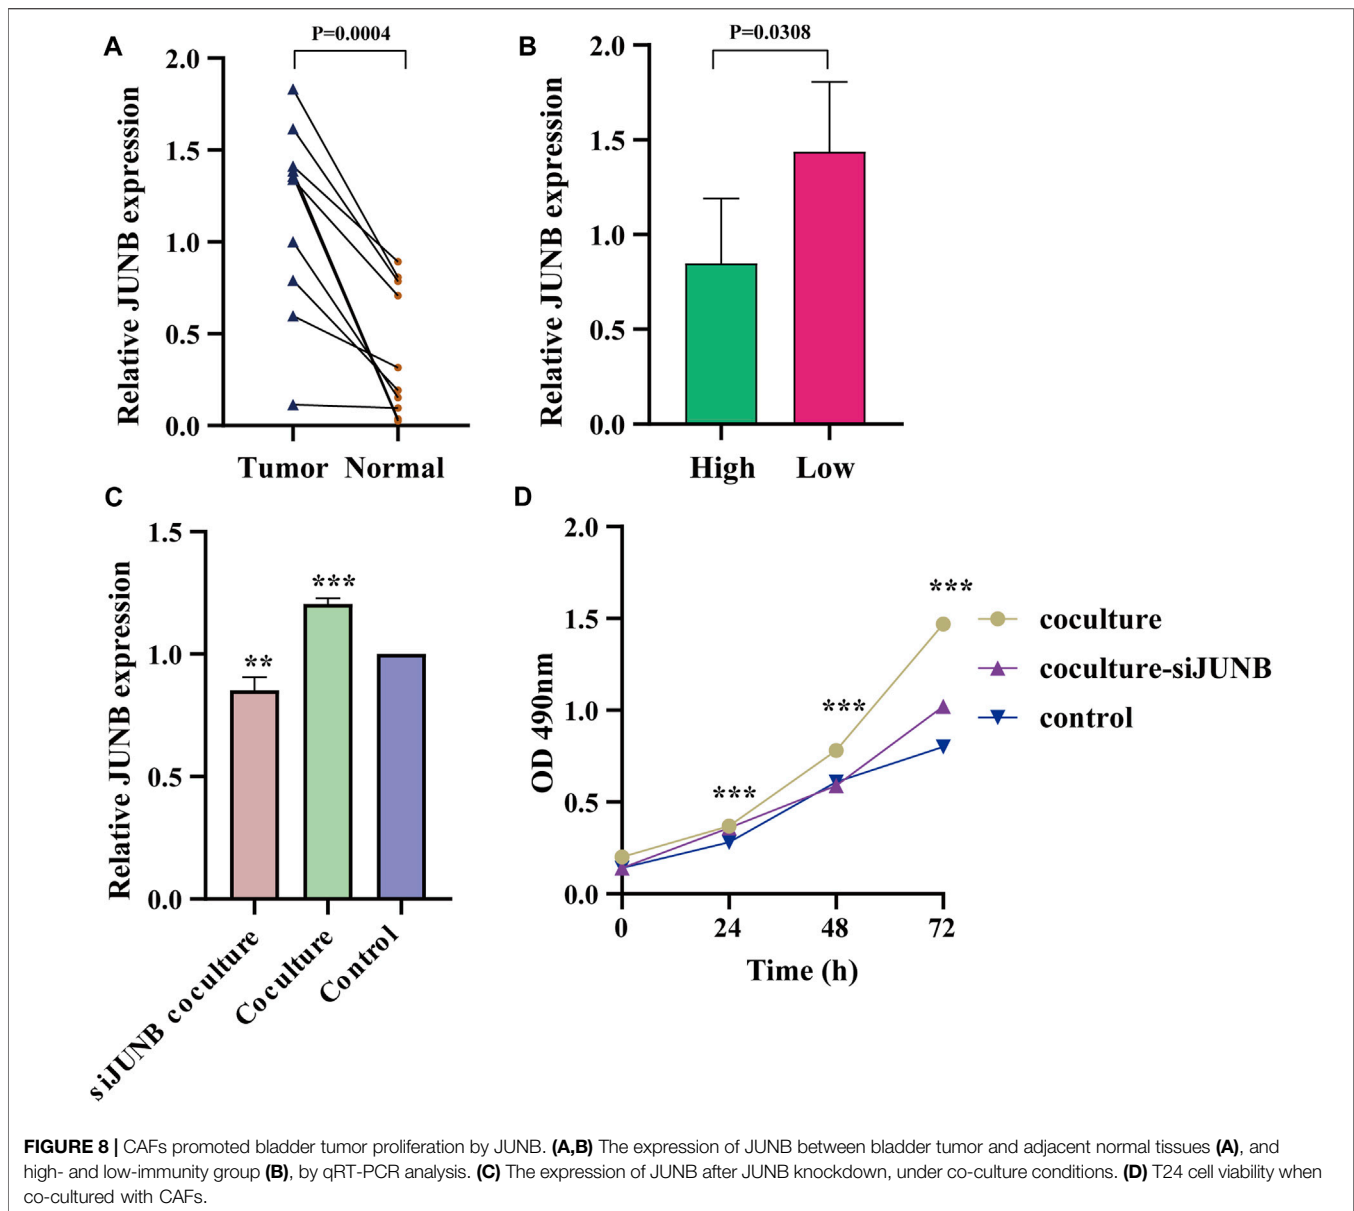 A
P=0.0004
Relative JUNB expression
2.0
1.5
1.0
0.5
0.0
Tumor Normal
B
P=0.0308
Relative JUNB expression
2.0
1.5
1.0
0.5
0.0
High Low
C
Relative JUNB expression
1.5
1.0
0.5
0.0
**
***
siJUNB coculture
Coculture
Control
D
OD 490nm
2.0
1.5
1.0
0.5
0.0
***
***
***
0 24 48 72
Time (h)
coculture
coculture-siJUNB
control
FIGURE 8 | CAFs promoted bladder tumor proliferation by JUNB. (A,B) The expression of JUNB between bladder tumor and adjacent normal tissues (A), and
high- and low-immunity group (B), by qRT-PCR analysis. (C) The expression of JUNB after JUNB knockdown, under co-culture conditions. (D) T24 cell viability when
co-cultured with CAFs.